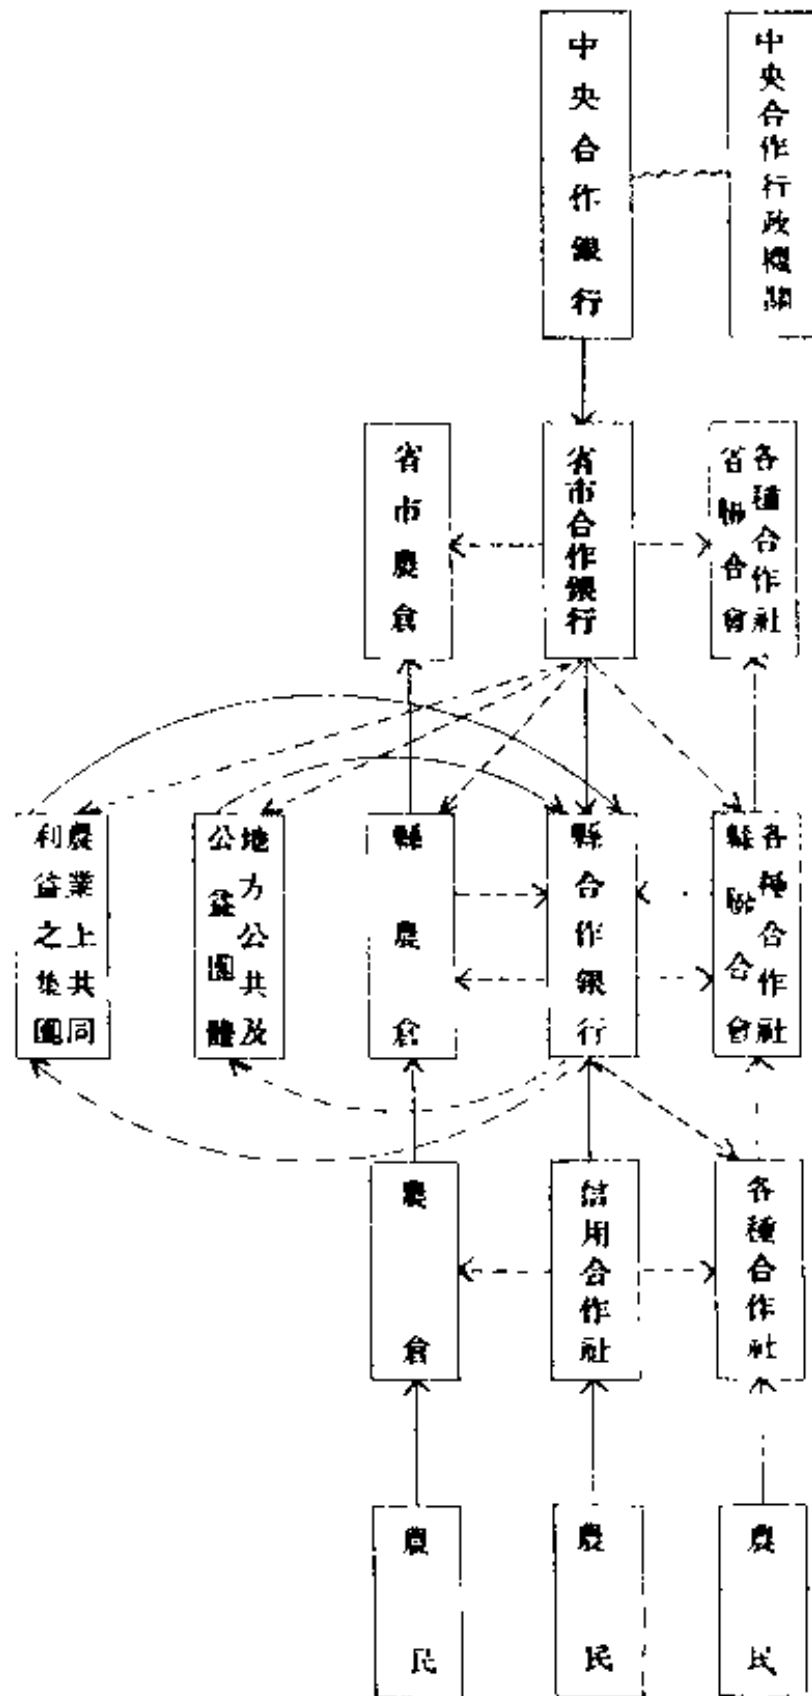 中央合作行政機關
中央合作銀行
各種合作社
省聯合會
省市合作銀行
省市農倉
各種合作社
縣聯合會
縣合作銀行
縣農倉
地方公共及
公益團體
農業上共同
利益之集團
各種合作社
信用合作社
農倉
農民
農民
農民